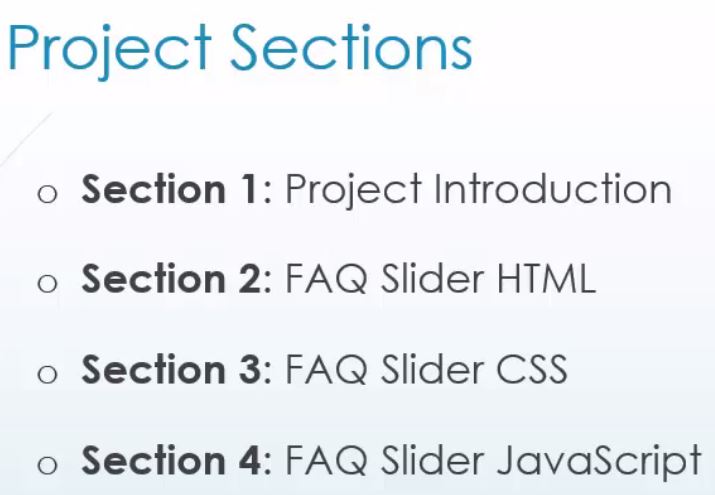 Project Sections
o Section 1: Project Introduction
o Section 2: FAQ Slider HTML
o Section 3: FAQ Slider CSS
o Section 4: FAQ Slider JavaScript